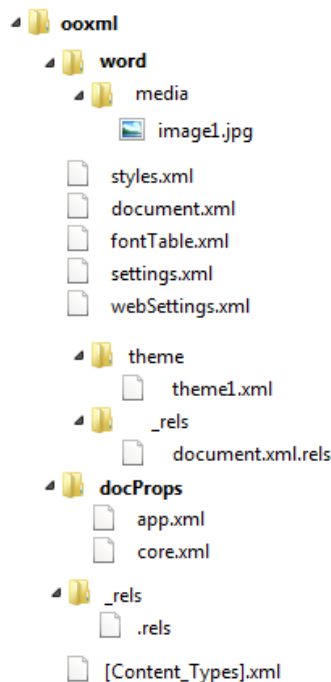 ooxml
word
media
image1.jpg
styles.xml
document.xml
fontTable.xml
settings.xml
webSettings.xml
theme
theme1.xml
_rels
document.xml.rels
docProps
app.xml
core.xml
_rels
.rels
[Content_Types].xml